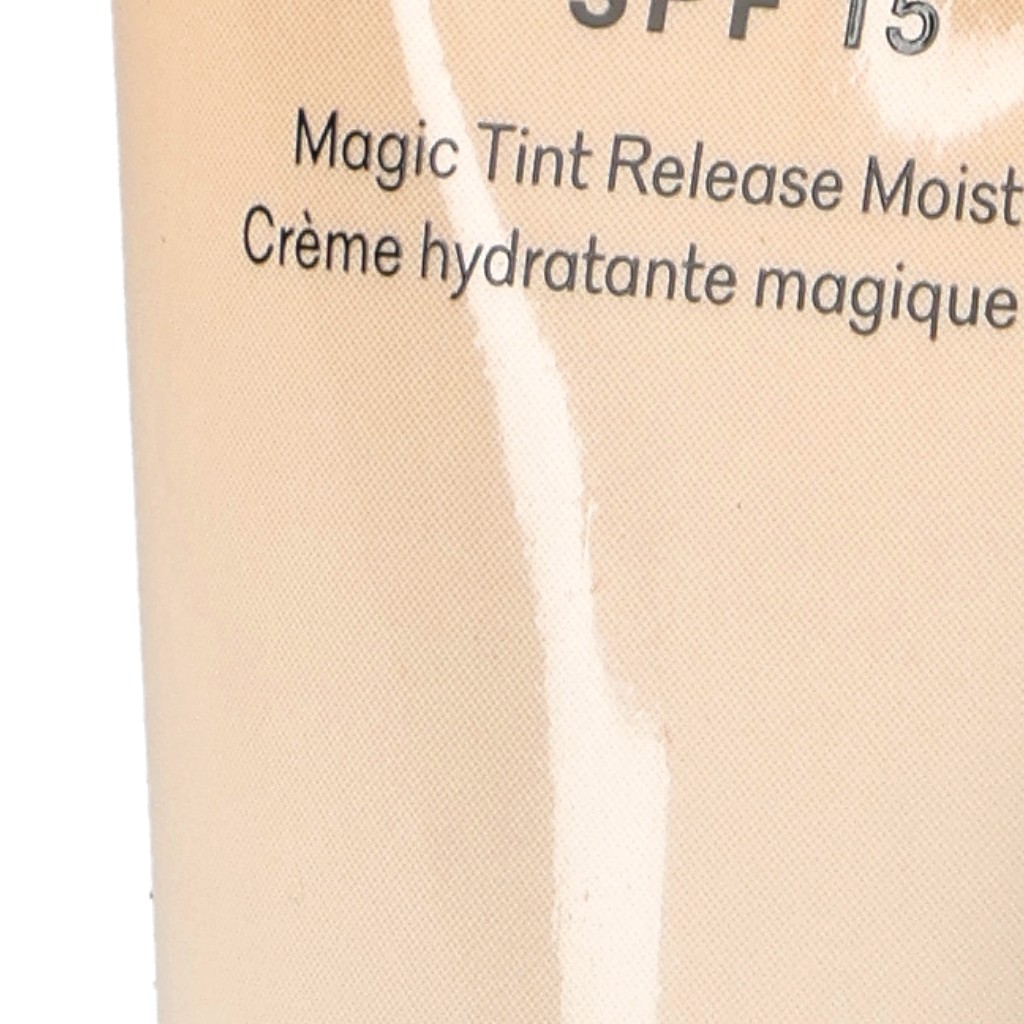 SPF 15
Magic Tint Release Moist
Crème hydratante magique